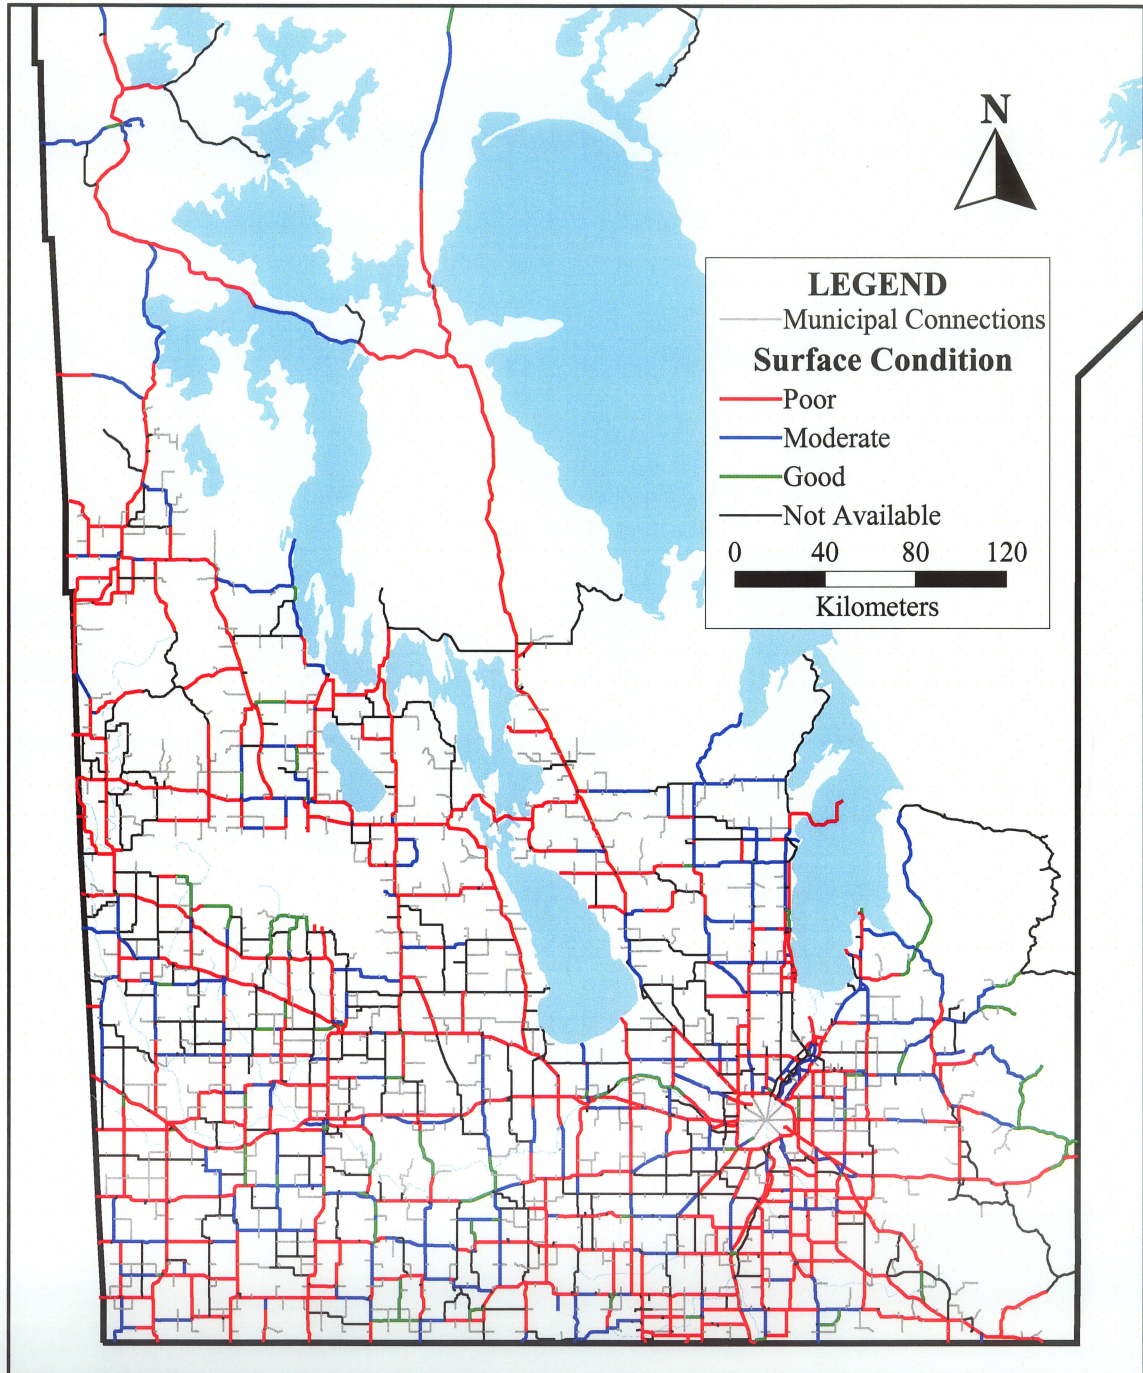 N
LEGEND
Municipal Connections
Surface Condition
Poor
Moderate
Good
Not Available
0 40 80 120
Kilometers